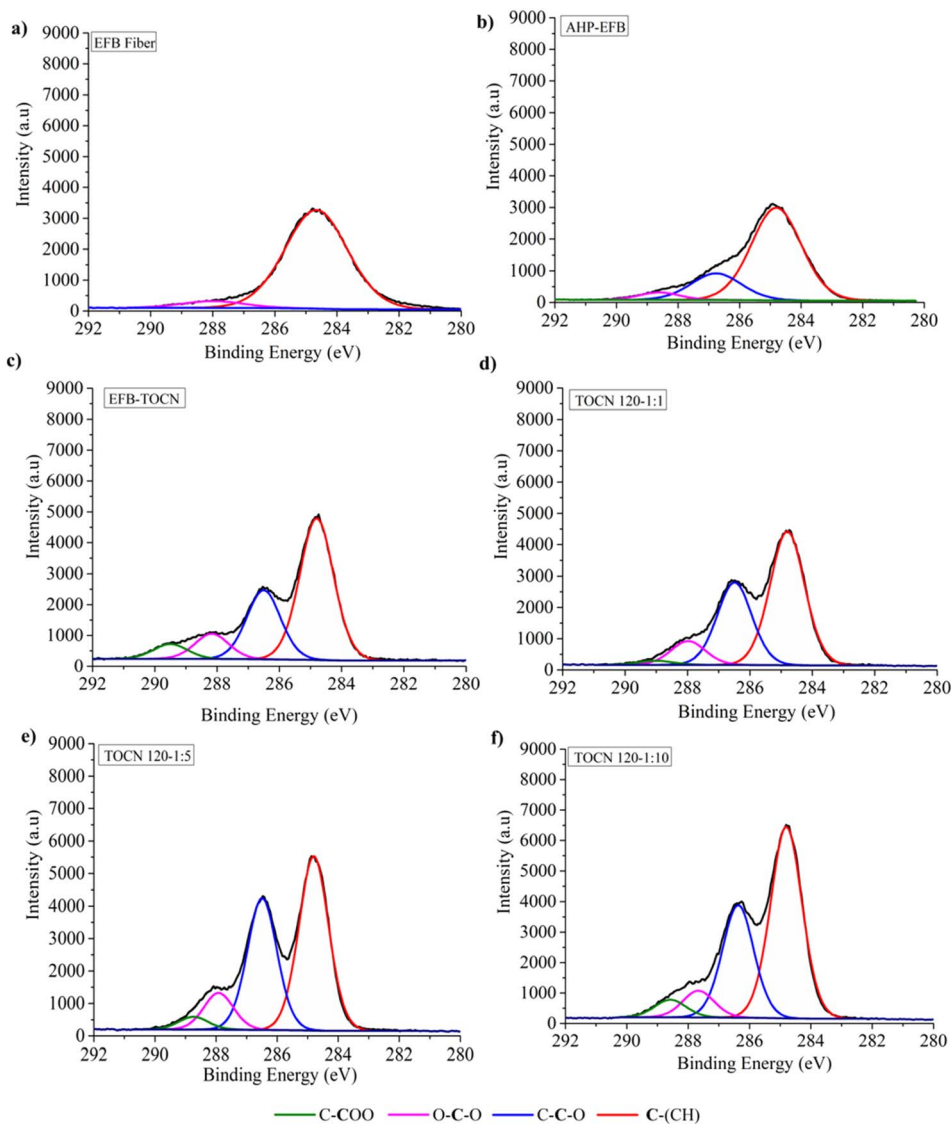 a)
EFB Fiber
9000
8000
7000
6000
5000
4000
3000
2000
1000
0
Intensity (a.u)
292 290 288 286 284 282 280
Binding Energy (eV)
b)
AHP-EFB
9000
8000
7000
6000
5000
4000
3000
2000
1000
0
Intensity (a.u)
292 290 288 286 284 282 280
Binding Energy (eV)
c)
EFB-TOCN
9000
8000
7000
6000
5000
4000
3000
2000
1000
0
Intensity (a.u)
292 290 288 286 284 282 280
Binding Energy (eV)
d)
TOCN 120-1:1
9000
8000
7000
6000
5000
4000
3000
2000
1000
0
Intensity (a.u)
292 290 288 286 284 282 280
Binding Energy (eV)
e)
TOCN 120-1:5
9000
8000
7000
6000
5000
4000
3000
2000
1000
0
Intensity (a.u)
292 290 288 286 284 282 280
Binding Energy (eV)
f)
TOCN 120-1:10
9000
8000
7000
6000
5000
4000
3000
2000
1000
0
Intensity (a.u)
292 290 288 286 284 282 280
Binding Energy (eV)
C-COO O-C-O C-C-O C-(CH)